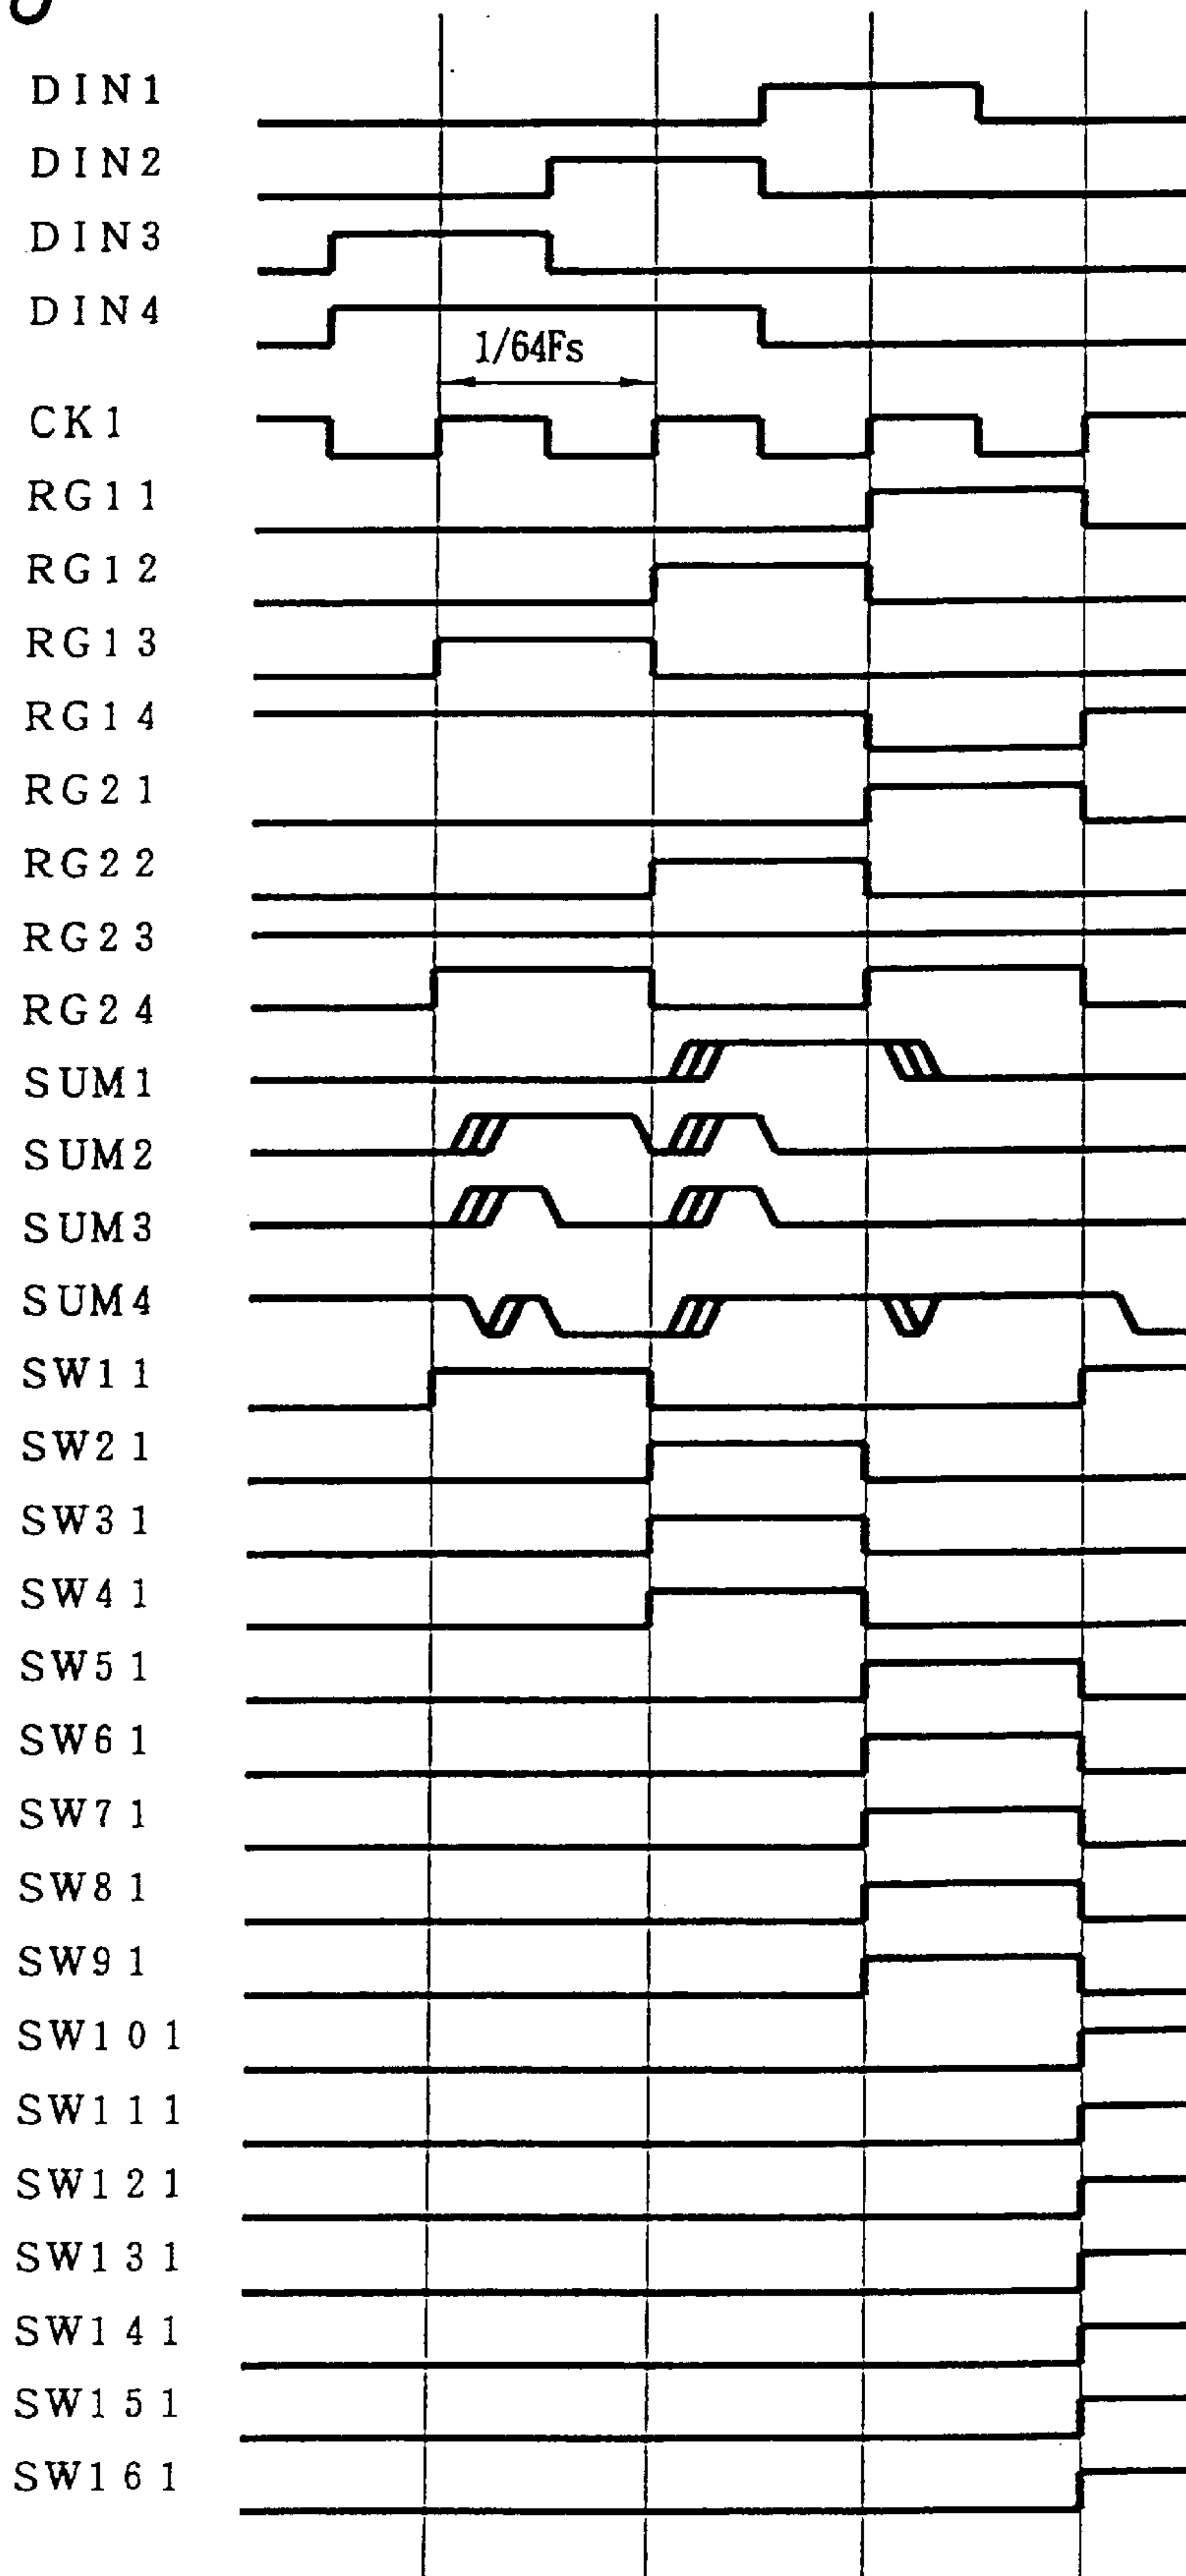 DIN1
DIN2
DIN3
DIN4
1/64Fs
CK1
RG11
RG12
RG13
RG14
RG21
RG22
RG23
RG24
SUM1
SUM2
SUM3
SUM4
SW11
SW21
SW31
SW41
SW51
SW61
SW71
SW81
SW91
SW101
SW111
SW121
SW131
SW141
SW151
SW161